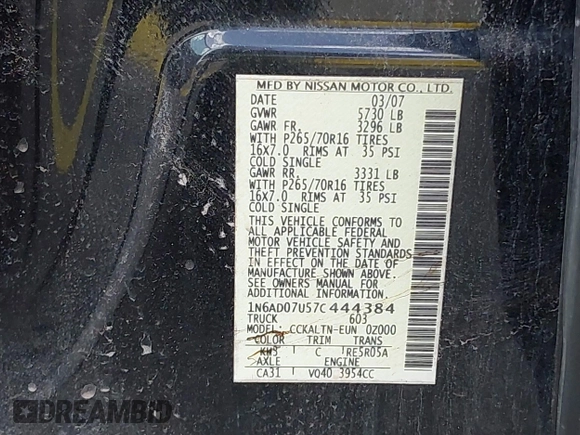 MFD BY NISSAN MOTOR CO., LTD.
DATE 03/07
GVWR 5730 LB
GAWR FR. 3296 LB
WITH P265/70R16 TIRES
16X7.0 RIMS AT 35 PSI
COLD SINGLE
GAWR RR. 3331 LB
WITH P265/70R16 TIRES
16X7.0 RIMS AT 35 PSI
COLD SINGLE
THIS VEHICLE CONFORMS TO
ALL APPLICABLE FEDERAL
MOTOR VEHICLE SAFETY AND
THEFT PREVENTION STANDARDS
IN EFFECT ON THE DATE OF
MANUFACTURE SHOWN ABOVE.
SEE OWNERS MANUAL FOR
ADDITIONAL INFORMATION.
1N6AD07U57C444384
TRUCK 603
MODEL: CCKALTN-EUN 0Z000
COLOR TRIM TRANS
KH3 C RE5R05A
AXLE ENGINE
CA31 VQ40 3954CC
DREAMBID